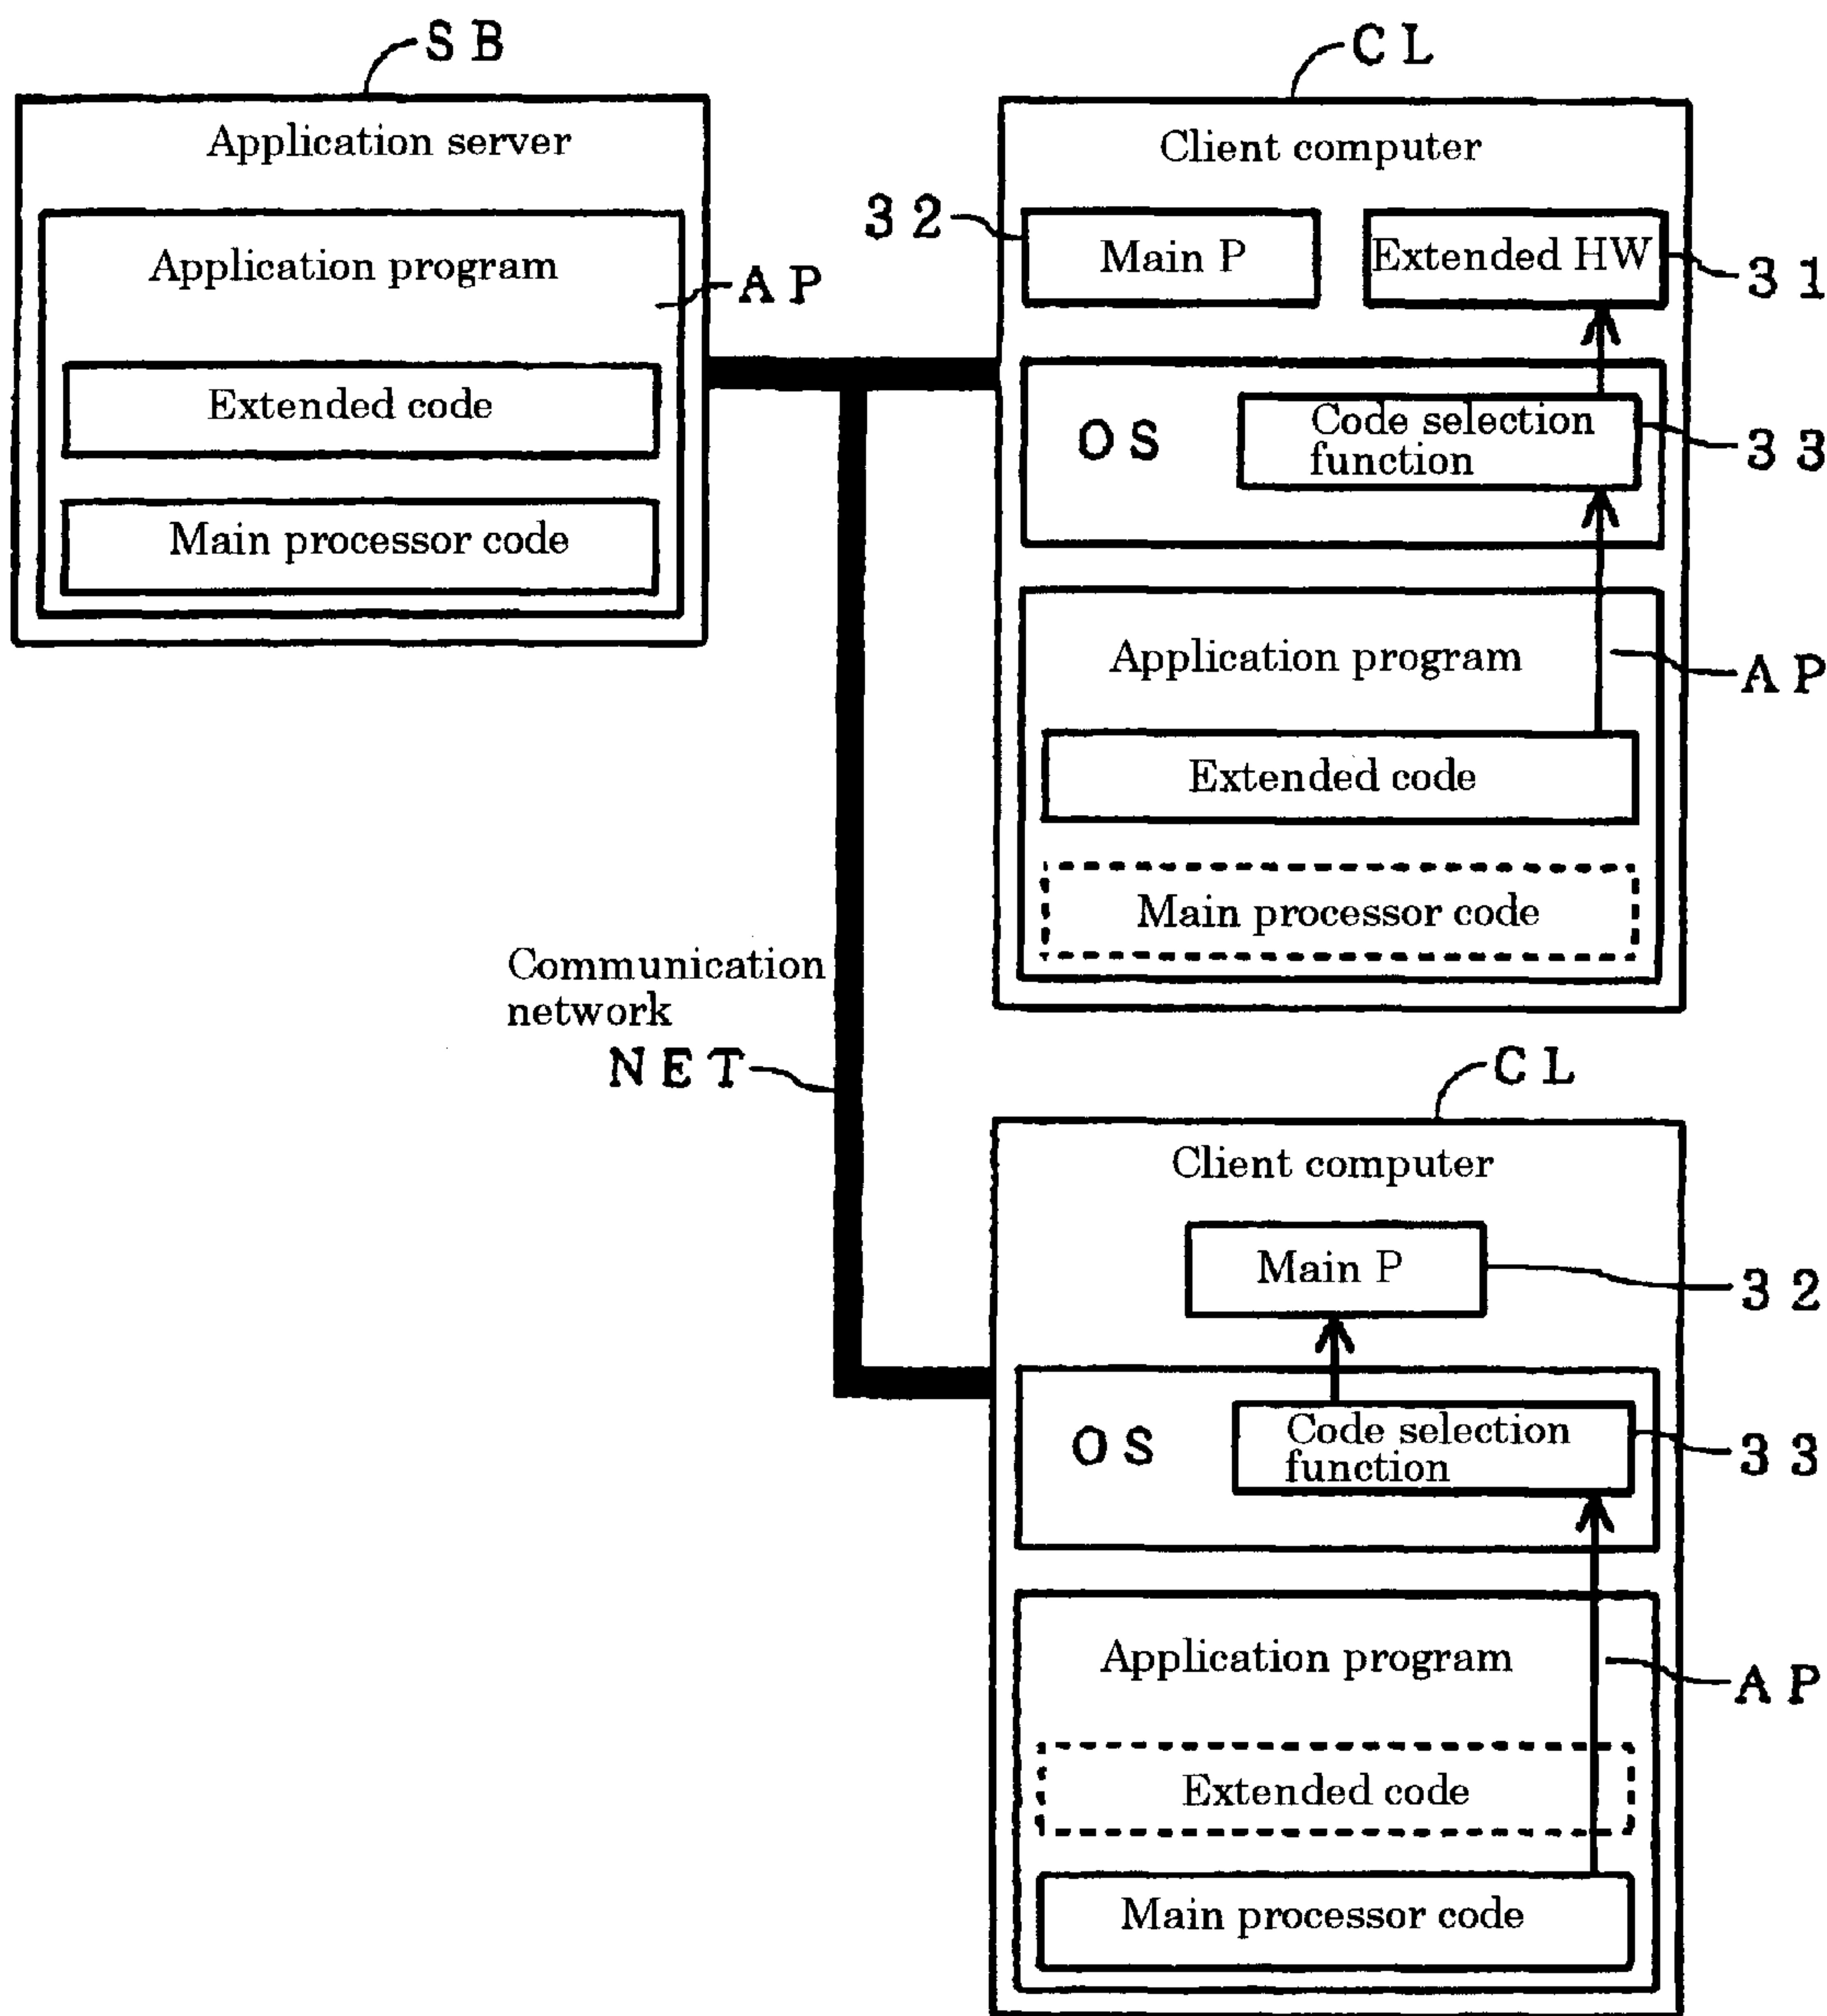 SB
Application server
Application program
AP
Extended code
Main processor code
CL
Client computer
32
Main P
Extended HW
31
OS
Code selection
function
33
Application program
AP
Extended code
Main processor code
Communication
network
NET
CL
Client computer
Main P
32
OS
Code selection
function
33
Application program
AP
Extended code
Main processor code